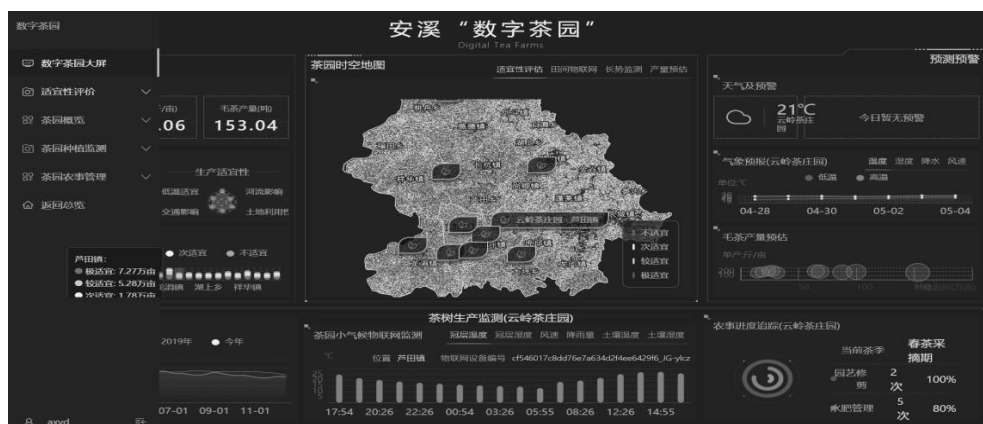 数字茶园
安溪“数字茶园”
Digital Tea Farms
数字茶园大屏
适宜性评价
茶园概览
茶园种植监测
茶园农事管理
返回总览
/亩)
毛茶产量(吨)
.06
153.04
生产适宜性
低温适宜
河流影响
交通影响
土地利用性
次适宜
不适宜
芦田镇:
极适宜: 7.27万亩
较适宜: 5.28万亩
次适宜: 1.78万亩
湖上乡
祥华镇
2019年
今年
07-01 09-01 11-01
axyd
茶园时空地图
适宜性评估 田间物联网 长势监测 产量预估
感德镇
云岭茶庄园 - 芦田镇
不适宜
次适宜
较适宜
极适宜
茶树生产监测(云岭茶庄园)
茶园小气候物联网监测
冠层温度 冠层湿度 风速 降雨量 土壤温度 土壤湿度
℃
位置 芦田镇 物联网设备编号 cf546017c8dd76e7a634d2f4ee6429f6_JG-ylcz
17:54 20:26 22:26 00:54 03:26 05:55 08:26 12:26 14:55
预测预警
天气及预警
21℃
云岭茶庄园
今日暂无预警
气象预报(云岭茶庄园)
温度 湿度 降水 风速
单位:℃
低温
高温
04-28 04-30 05-02 05-04
毛茶产量预估
单产:斤/亩
50 100
农事进度追踪(云岭茶庄园)
当前茶季 春茶采摘期
园艺修剪 2次 100%
水肥管理 5次 80%